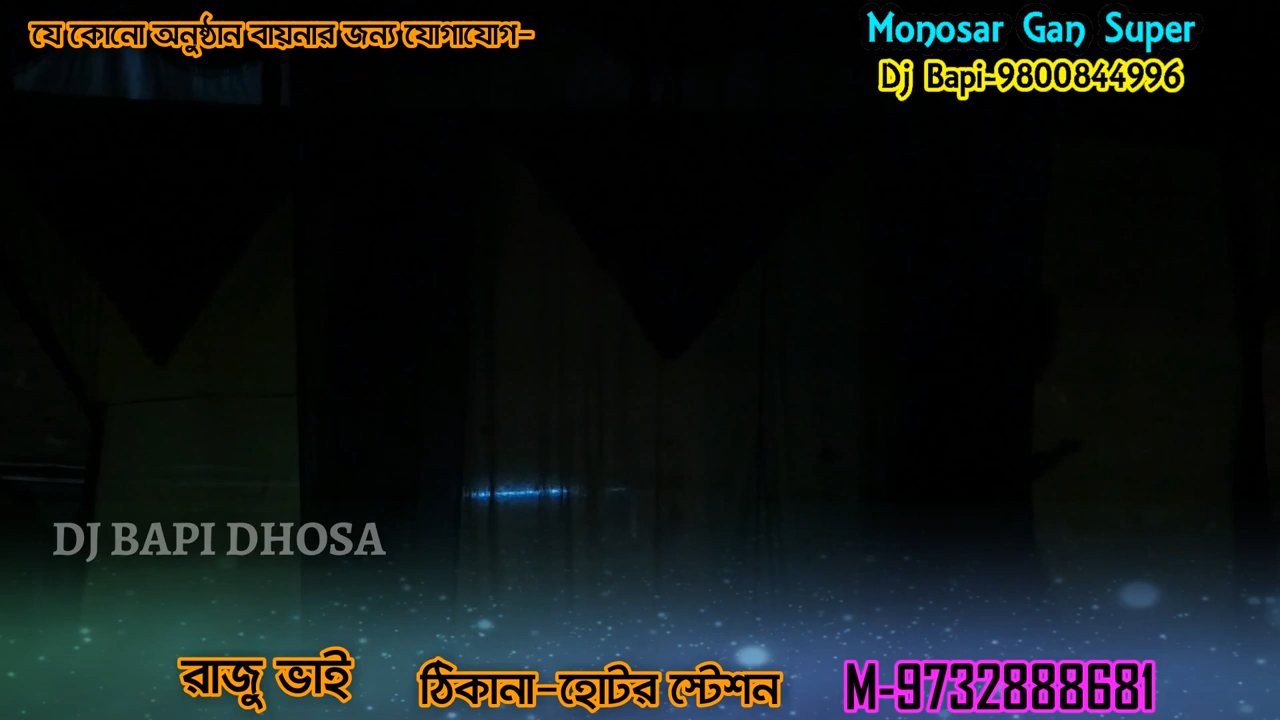 যে কোনো অনুষ্ঠান বায়নার জন্য যোগাযোগ-
Monosar Gan Super
Dj Bapi-9800844996
DJ BAPI DHOSA
রাজু ভাই ঠিকানা-হোটর স্টেশন M-9732888681